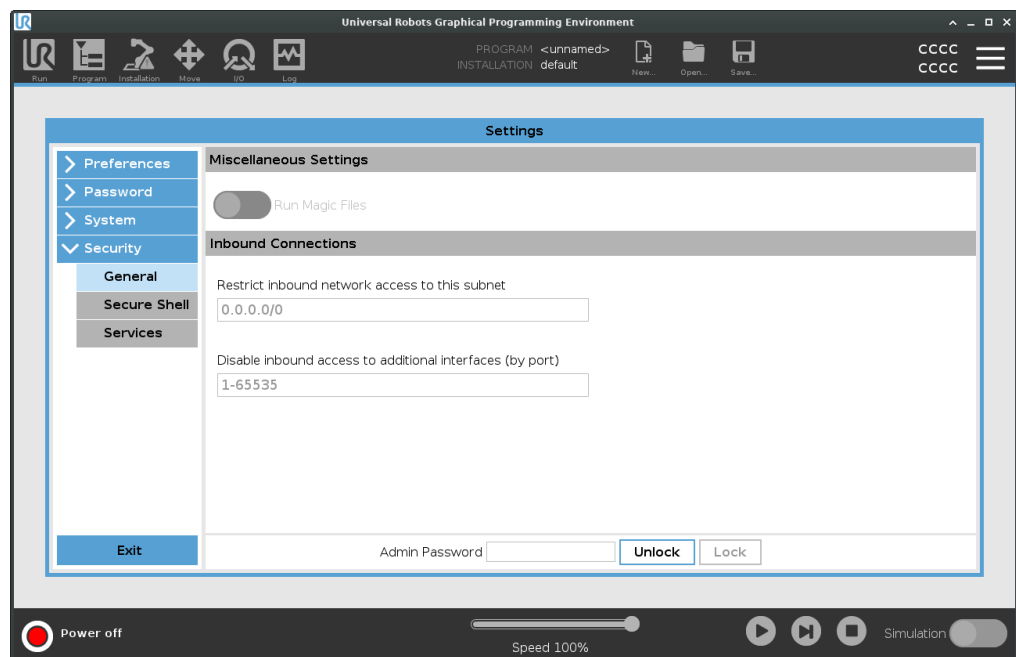 UR
Universal Robots Graphical Programming Environment
UR
Run
Program
Installation
Move
I/O
Log
PROGRAM <unnamed>
INSTALLATION default
New...
Open...
Save...
CCCC
CCCC
Settings
Preferences
Password
System
Security
General
Secure Shell
Services
Exit
Miscellaneous Settings
Run Magic Files
Inbound Connections
Restrict inbound network access to this subnet
0.0.0.0/0
Disable inbound access to additional interfaces (by port)
1-65535
Admin Password
Unlock
Lock
Power off
Speed 100%
Simulation